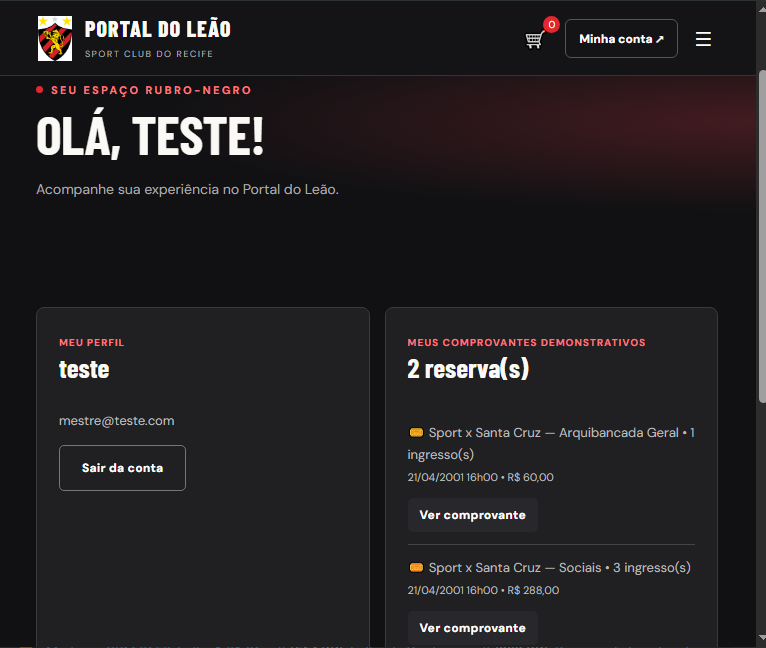 PORTAL DO LEÃO
SPORT CLUB DO RECIFE
0
Minha conta ↗
SEU ESPAÇO RUBRO-NEGRO
OLÁ, TESTE!
Acompanhe sua experiência no Portal do Leão.
MEU PERFIL
teste
mestre@teste.com
Sair da conta
MEUS COMPROVANTES DEMONSTRATIVOS
2 reserva(s)
Sport x Santa Cruz — Arquibancada Geral • 1
ingresso(s)
21/04/2001 16h00 • R$ 60,00
Ver comprovante
Sport x Santa Cruz — Sociais • 3 ingresso(s)
21/04/2001 16h00 • R$ 288,00
Ver comprovante